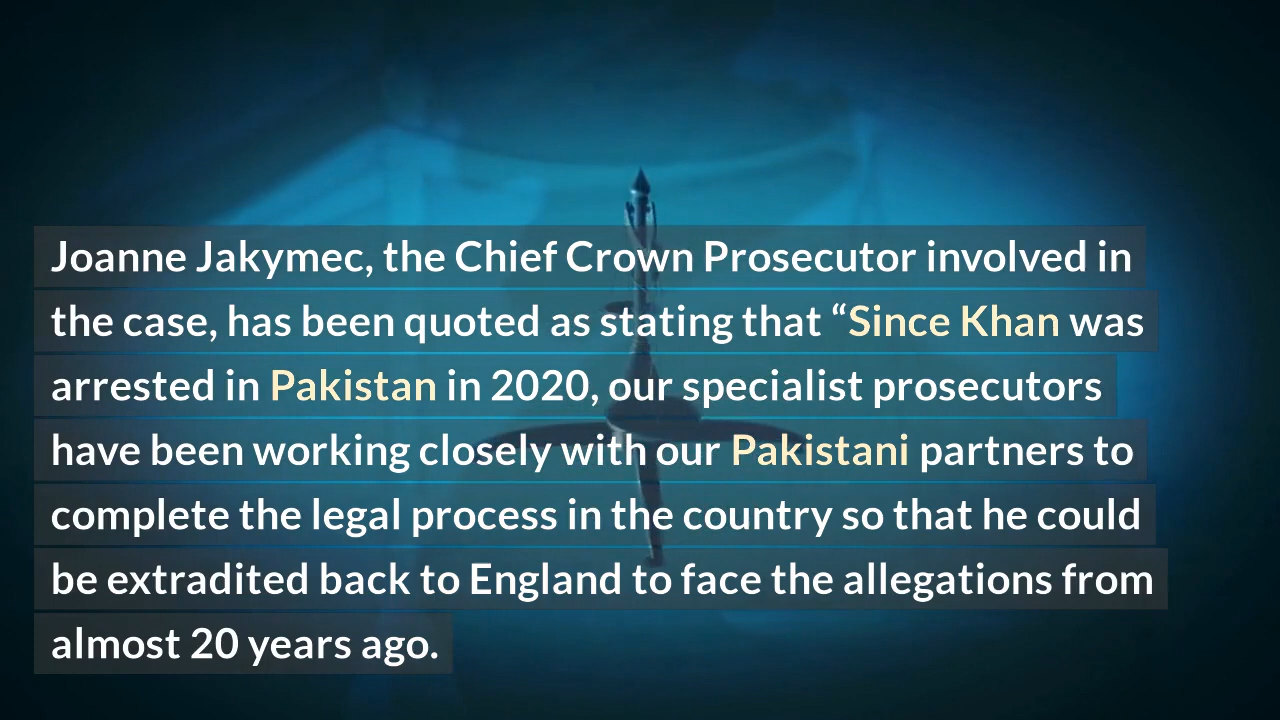 Joanne Jakymec, the Chief Crown Prosecutor involved in
the case, has been quoted as stating that “Since Khan was
arrested in Pakistan in 2020, our specialist prosecutors
have been working closely with our Pakistani partners to
complete the legal process in the country so that he could
be extradited back to England to face the allegations from
almost 20 years ago.